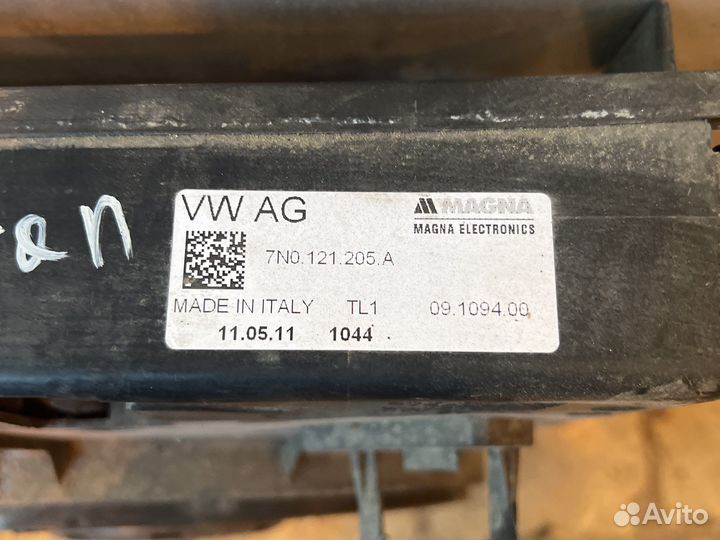 VW AG
MAGNA
MAGNA ELECTRONICS
7N0.121.205.A
MADE IN ITALY TL1 09.1094.00
11.05.11 1044
Avito